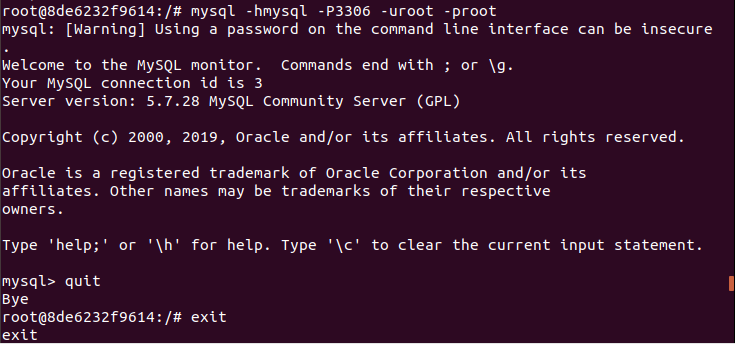 root@8de6232f9614:/# mysql -hmysql -P3306 -uroot -proot
mysql: [Warning] Using a password on the command line interface can be insecure
.
Welcome to the MySQL monitor.  Commands end with ; or \g.
Your MySQL connection id is 3
Server version: 5.7.28 MySQL Community Server (GPL)

Copyright (c) 2000, 2019, Oracle and/or its affiliates. All rights reserved.

Oracle is a registered trademark of Oracle Corporation and/or its
affiliates. Other names may be trademarks of their respective
owners.

Type 'help;' or '\h' for help. Type '\c' to clear the current input statement.

mysql> quit
Bye
root@8de6232f9614:/# exit
exit